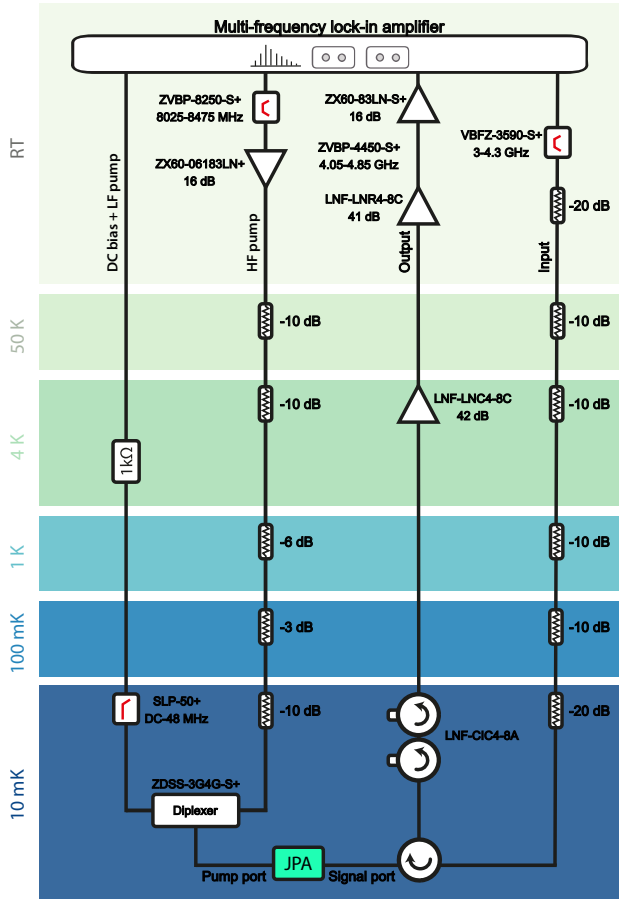 Multi-frequency lock-in amplifier
RT
ZVBP-8250-S+
8025-8475 MHz
ZX60-83LN-S+
16 dB
VBFZ-3590-S+
3-4.3 GHz
ZX60-06183LN+
16 dB
ZVBP-4450-S+
4.05-4.85 GHz
LNF-LNR4-8C
41 dB
-20 dB
DC bias + LF pump
HF pump
Output
Input
50 K
-10 dB
-10 dB
4 K
-10 dB
LNF-LNC4-8C
42 dB
-10 dB
1kΩ
1 K
-6 dB
-10 dB
100 mK
-3 dB
-10 dB
10 mK
SLP-50+
DC-48 MHz
-10 dB
LNF-CIC4-8A
-20 dB
ZDSS-3G4G-S+
Diplexer
Pump port
JPA
Signal port